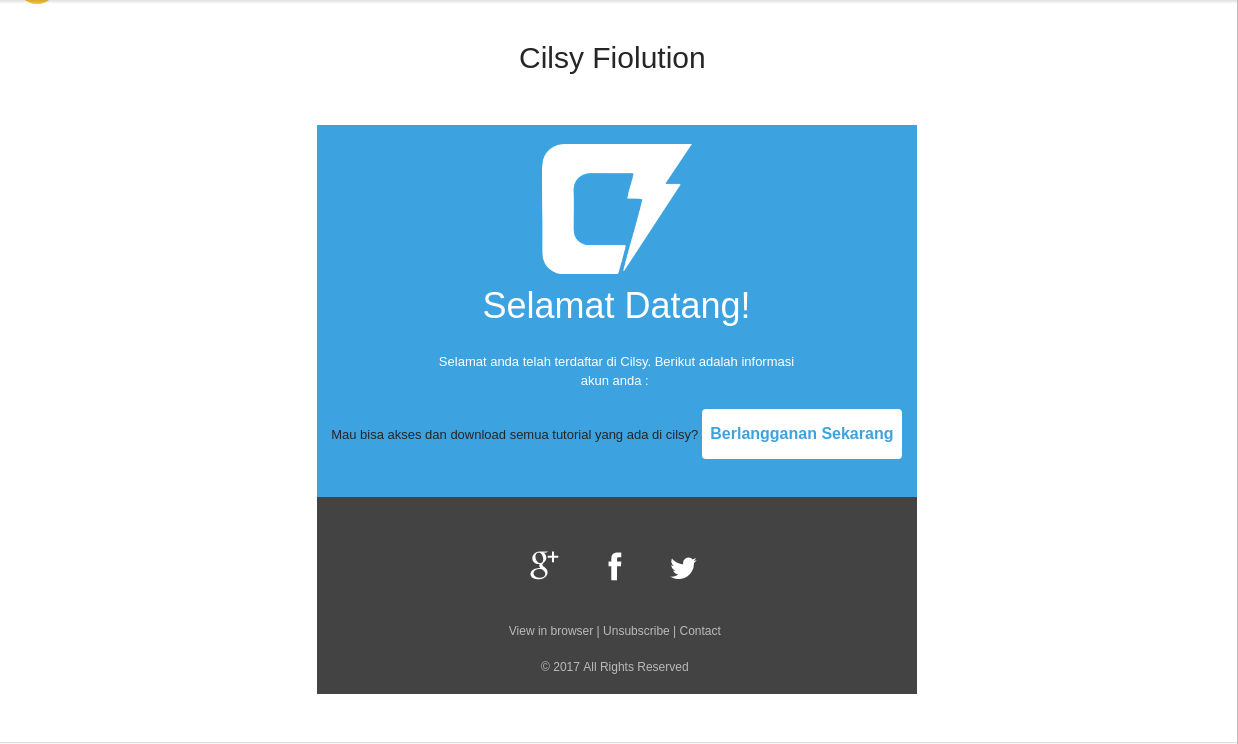 Cilsy Fiolution
Selamat Datang!
Selamat anda telah terdaftar di Cilsy. Berikut adalah informasi
akun anda :
Mau bisa akses dan download semua tutorial yang ada di cilsy? Berlangganan Sekarang
View in browser | Unsubscribe | Contact
© 2017 All Rights Reserved